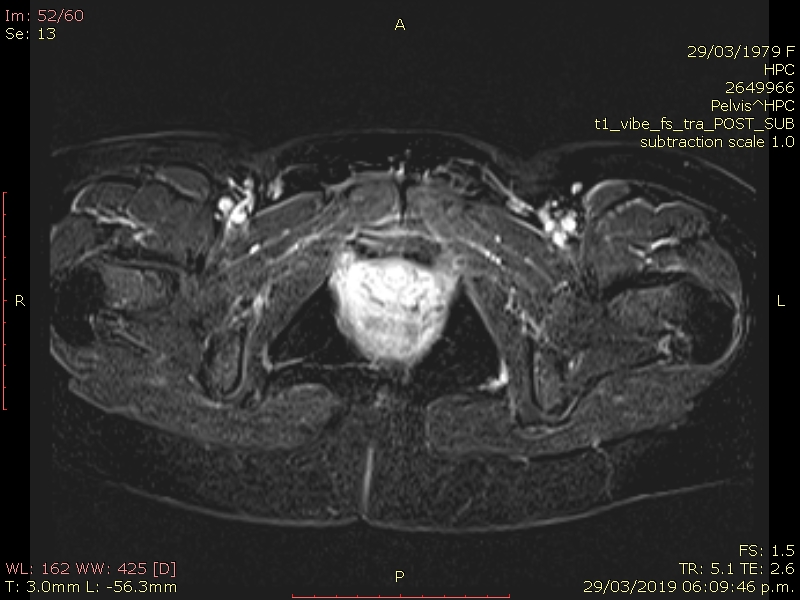 Im: 52/60
Se: 13
A
29/03/1979 F
HPC
2649966
Pelvis^HPC
t1_vibe_fs_tra_POST_SUB
subtraction scale 1.0
R
L
WL: 162 WW: 425 [D]
T: 3.0mm L: -56.3mm
P
FS: 1.5
TR: 5.1 TE: 2.6
29/03/2019 06:09:46 p.m.